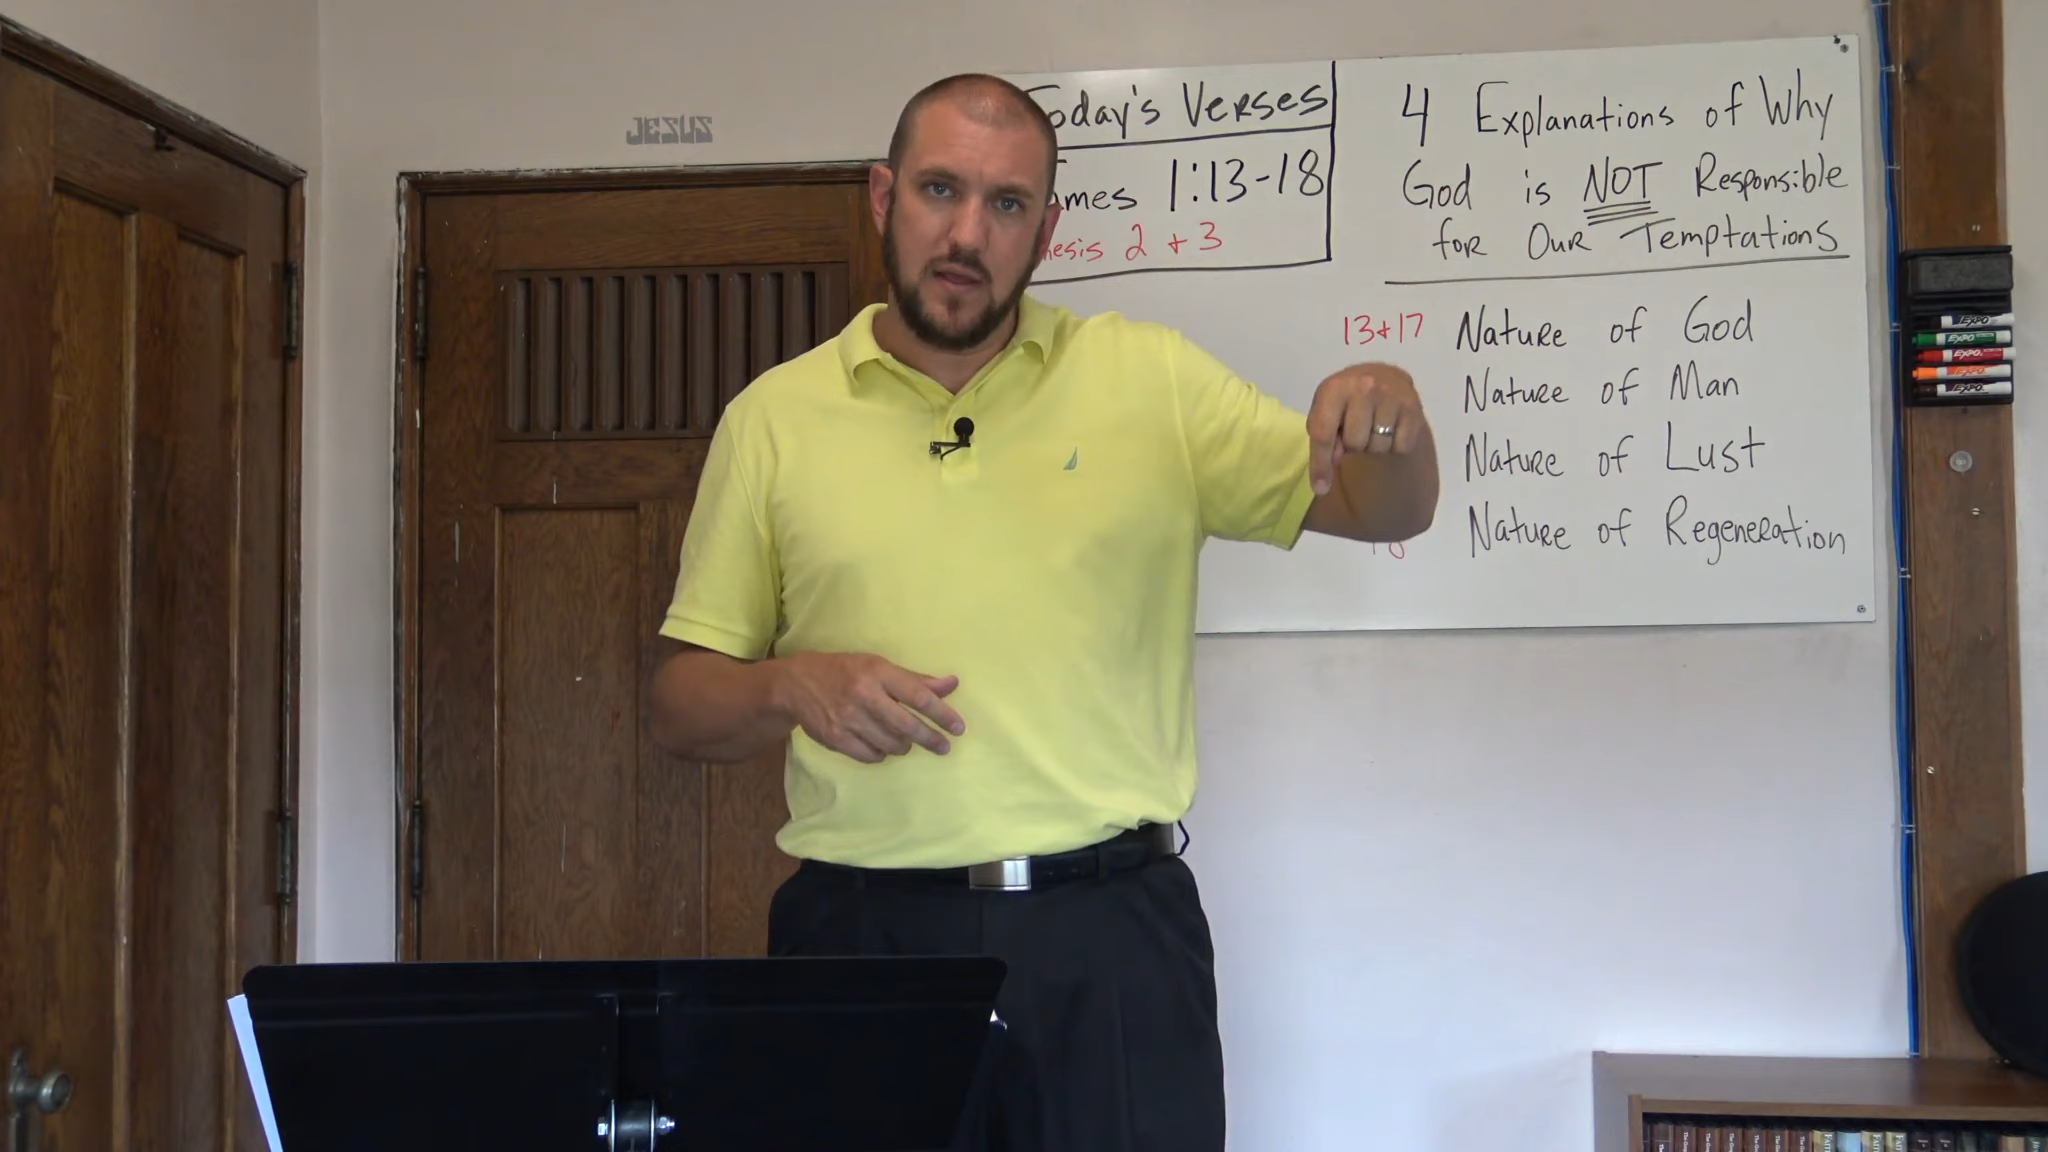 JESUS
Today's Verses
James 1:13-18
Genesis 2 + 3
4 Explanations of Why
God is NOT Responsible
for Our Temptations
13+17 Nature of God
Nature of Man
Nature of Lust
18 Nature of Regeneration
EXPO
EXPO
EXPO
EXPO
EXPO